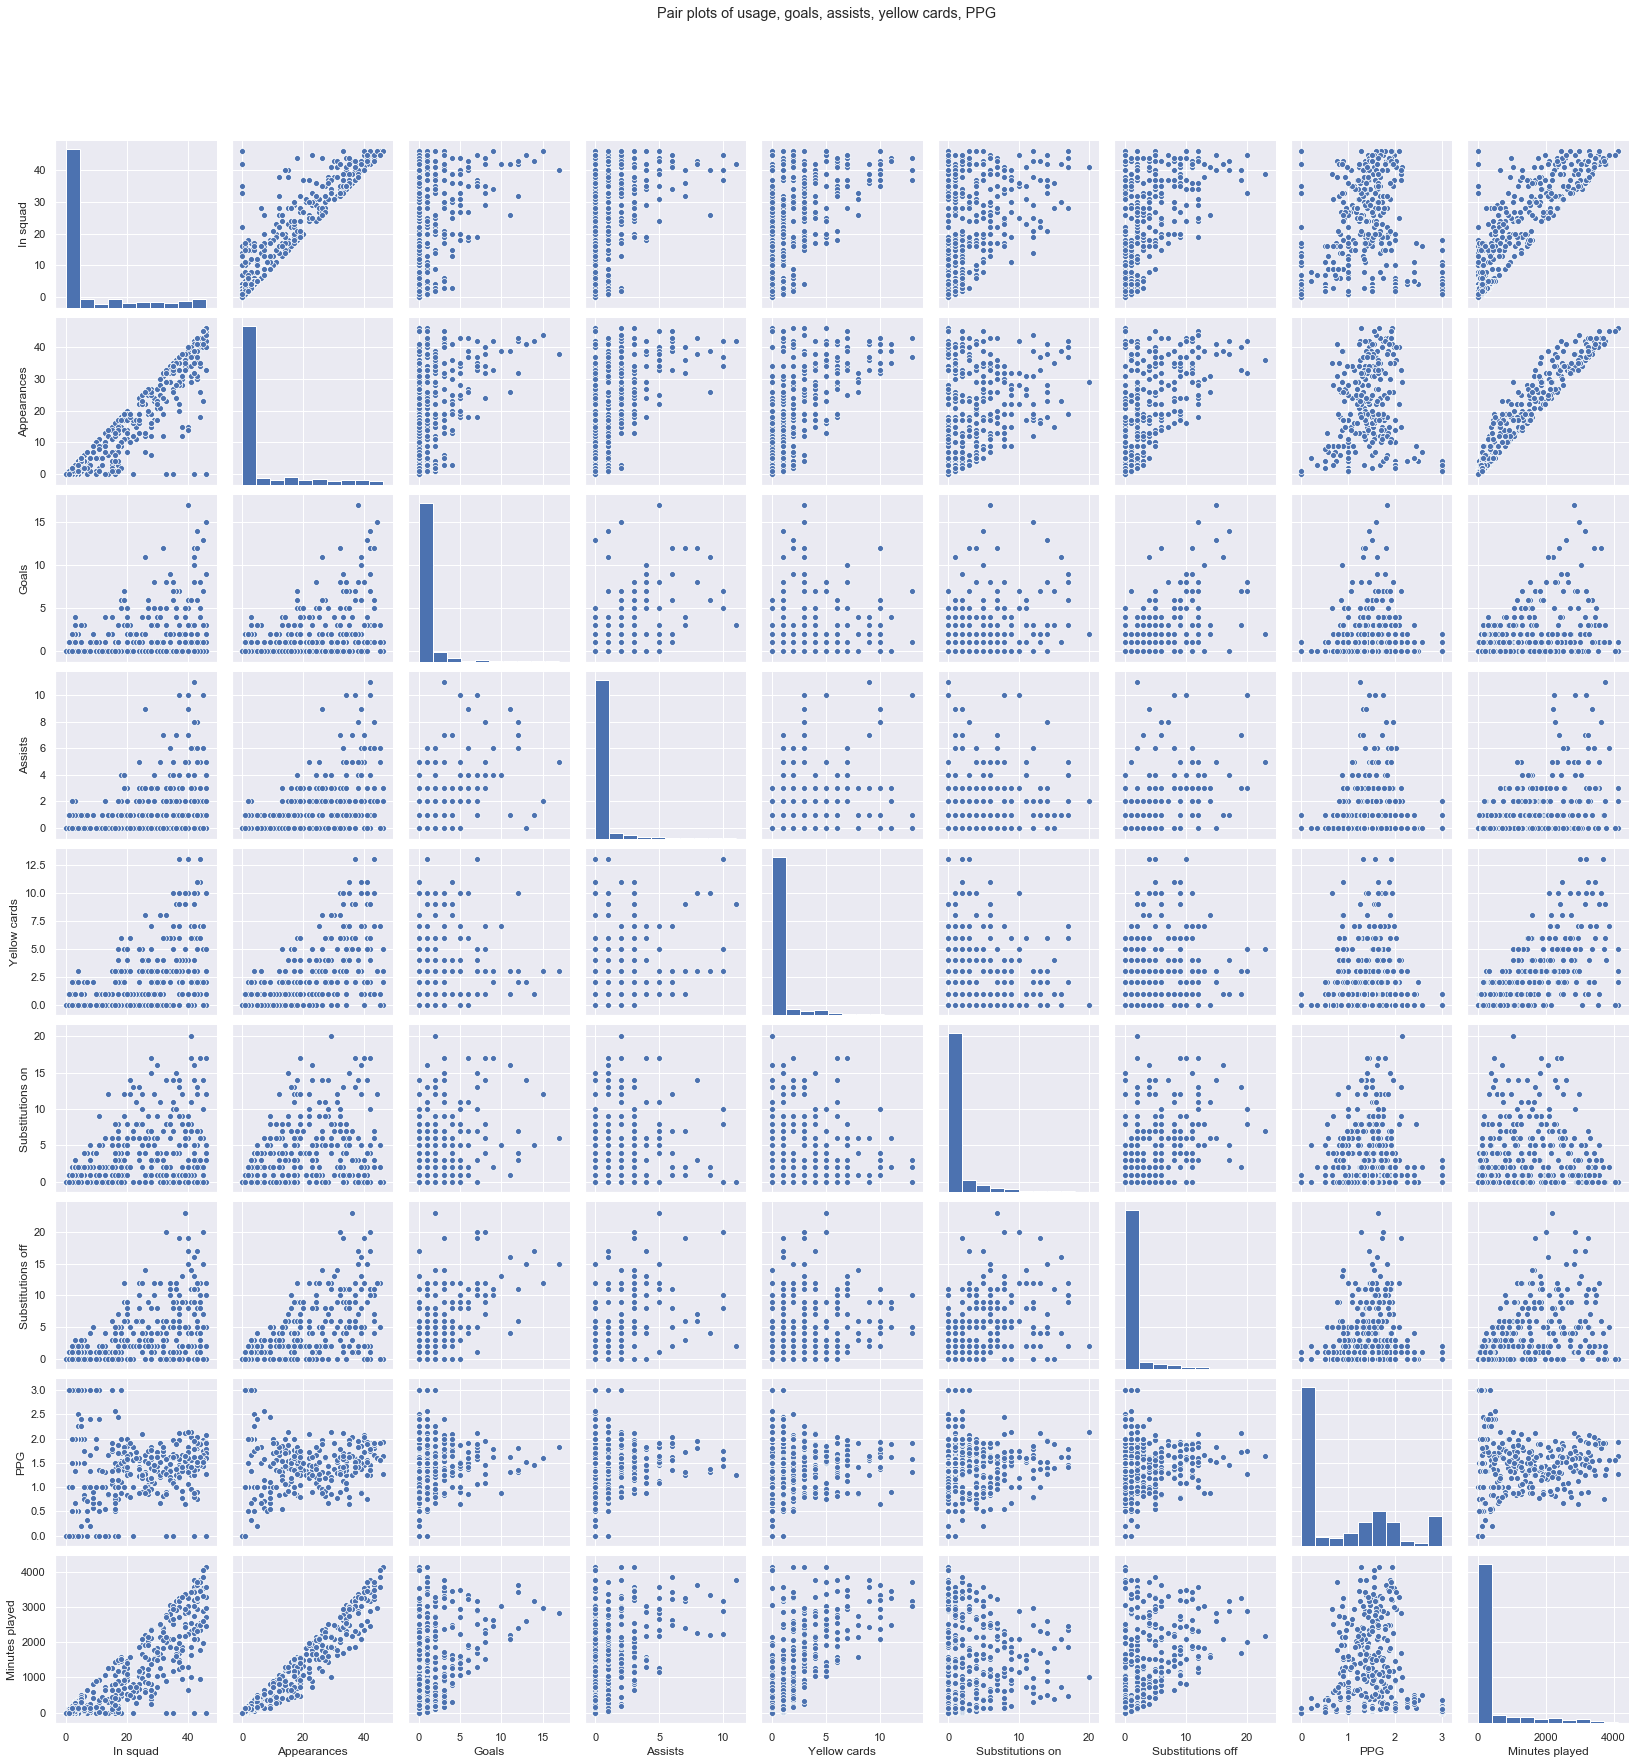 Pair plots of usage, goals, assists, yellow cards, PPG
In squad
40
30
20
10
0
Appearances
40
30
20
10
0
Goals
15
10
5
0
Assists
10
8
6
4
2
0
Yellow cards
12.5
10.0
7.5
5.0
2.5
0.0
Substitutions on
20
15
10
5
0
Substitutions off
20
15
10
5
0
PPG
3.0
2.5
2.0
1.5
1.0
0.5
0.0
Minutes played
4000
3000
2000
1000
0
0 20 40
0 20 40
0 5 10 15
0 5 10
0 5 10
0 10 20
0 10 20
0 1 2 3
0 2000 4000
In squad
Appearances
Goals
Assists
Yellow cards
Substitutions on
Substitutions off
PPG
Minutes played